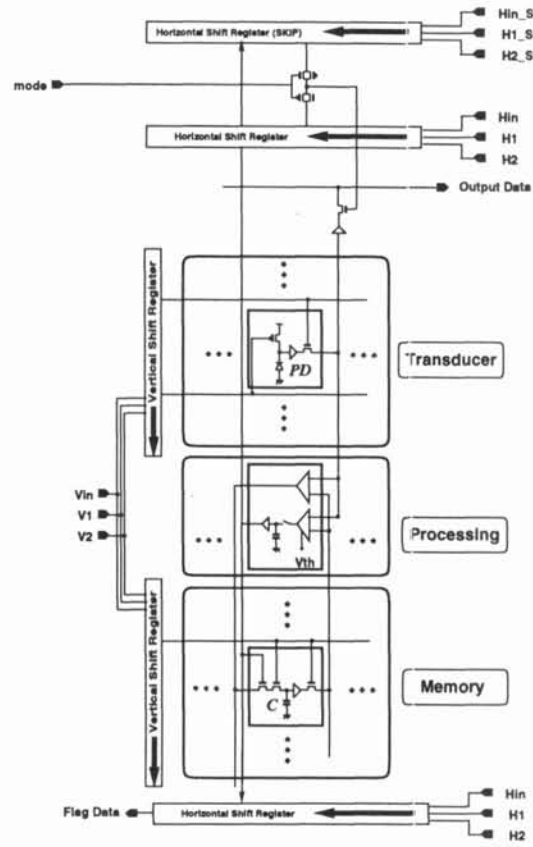 Hin_S
Horizontal Shift Register (SKIP)
H1_S
H2_S
mode
Hin
Horizontal Shift Register
H1
H2
Output Data
Vertical Shift Register
PD
Transducer
Vin
V1
V2
Processing
Vth
Vertical Shift Register
C
Memory
Hin
Flag Data
Horizontal Shift Register
H1
H2